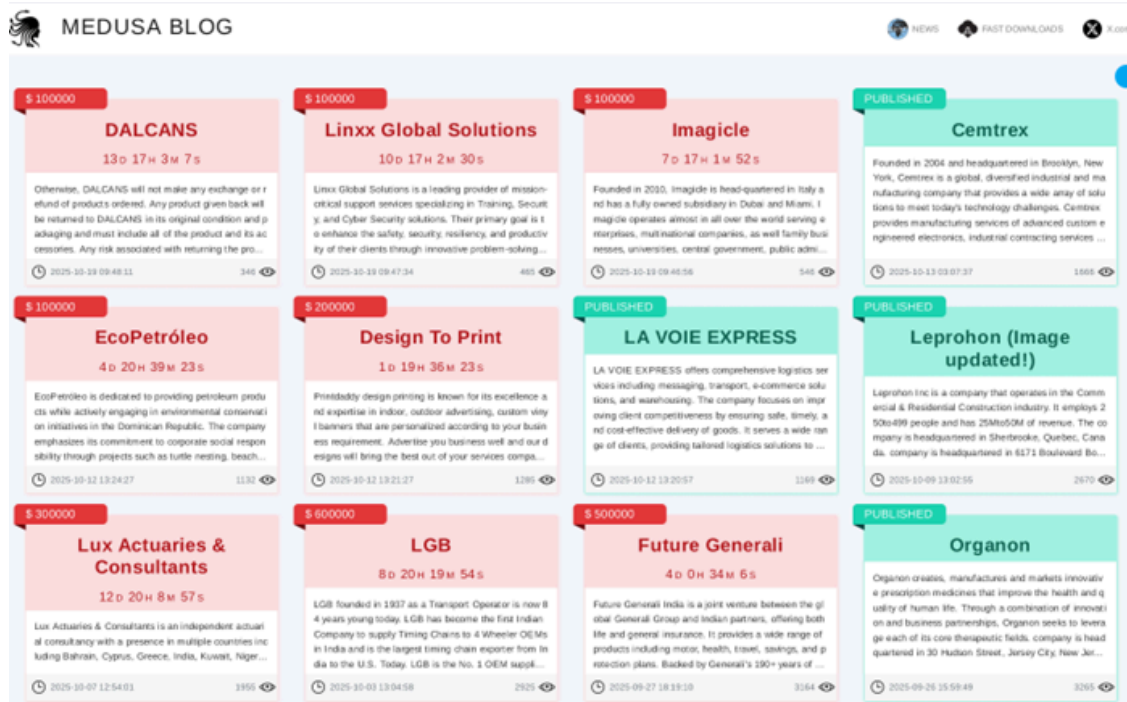 MEDUSA BLOG
NEWS
FAST DOWNLOADS
$ 100000
DALCANS
13D 17H 3M 7S
Otherwise, DALCANS will not make any exchange or r
efund of products ordered. Any product given back will
be returned to DALCANS in its original condition and p
ackaging and must include all of the product and its ac
cessories. Any risk associated with returning the pro...
2025-10-19 09:48:11
346
$ 100000
Linxx Global Solutions
10D 17H 2M 30S
Linxx Global Solutions is a leading provider of mission-
critical support services specializing in Training, Securit
y, and Cyber Security solutions. Their primary goal is t
o enhance the safety, security, resiliency, and productiv
ity of their clients through innovative problem-solving...
2025-10-19 09:47:34
465
$ 100000
Imagicle
7D 17H 1M 52S
Founded in 2010, Imagicle is head-quartered in Italy a
nd has a fully owned subsidiary in Dubai and Miami. I
magicle operates almost in all over the world serving e
nterprises, multinational companies, as well family busi
nesses, universities, central government, public admi...
2025-10-19 09:46:56
546
PUBLISHED
Cemtrex
Founded in 2004 and headquartered in Brooklyn, New
York, Cemtrex is a global, diversified industrial and ma
nufacturing company that provides a wide array of solu
tions to meet today's technology challenges. Cemtrex
provides manufacturing services of advanced custom e
ngineered electronics, industrial contracting services ...
2025-10-13 03:07:37
1666
$ 100000
EcoPetróleo
4D 20H 39M 23S
EcoPetróleo is dedicated to providing petroleum produ
cts while actively engaging in environmental conservati
on initiatives in the Dominican Republic. The company
emphasizes its commitment to corporate social respon
sibility through projects such as turtle nesting, beach...
2025-10-12 13:24:27
1132
$ 200000
Design To Print
1D 19H 36M 23S
Printdaddy design printing is known for its excellence a
nd expertise in indoor, outdoor advertising, custom viny
l banners that are personalized according to your busin
ess requirement. Advertise you business well and our d
esigns will bring the best out of your services compa...
2025-10-12 13:21:27
1285
PUBLISHED
LA VOIE EXPRESS
LA VOIE EXPRESS offers comprehensive logistics ser
vices including messaging, transport, e-commerce solu
tions, and warehousing. The company focuses on impr
oving client competitiveness by ensuring safe, timely, a
nd cost-effective delivery of goods. It serves a wide ran
ge of clients, providing tailored logistics solutions to ...
2025-10-12 13:20:57
1169
PUBLISHED
Leprohon (Image
updated!)
Leprohon Inc is a company that operates in the Comm
ercial & Residential Construction industry. It employs 2
50to499 people and has 25Mto50M of revenue. The co
mpany is headquartered in Sherbrooke, Quebec, Cana
da. company is headquartered in 6171 Boulevard Bo...
2025-10-09 13:02:55
2670
$ 300000
Lux Actuaries &
Consultants
12D 20H 8M 57S
Lux Actuaries & Consultants is an independent actuari
al consultancy with a presence in multiple countries inc
luding Bahrain, Cyprus, Greece, India, Kuwait, Niger...
2025-10-07 12:54:01
1955
$ 600000
LGB
8D 20H 19M 54S
LGB founded in 1937 as a Transport Operator is now 8
4 years young today. LGB has become the first Indian
Company to supply Timing Chains to 4 Wheeler OEMs
in India and is the largest timing chain exporter from In
dia to the U.S. Today. LGB is the No. 1 OEM suppli...
2025-10-03 13:04:58
2925
$ 500000
Future Generali
4D 0H 34M 6S
Future Generali India is a joint venture between the gl
obal Generali Group and Indian partners, offering both
life and general insurance. It provides a wide range of
products including motor, health, travel, savings, and p
rotection plans. Backed by Generali's 190+ years of ...
2025-09-27 18:19:10
3164
PUBLISHED
Organon
Organon creates, manufactures and markets innovativ
e prescription medicines that improve the health and q
uality of human life. Through a combination of innovati
on and business partnerships, Organon seeks to levera
ge each of its core therapeutic fields. company is head
quartered in 30 Hudson Street, Jersey City, New Jer...
2025-09-26 15:59:49
3265